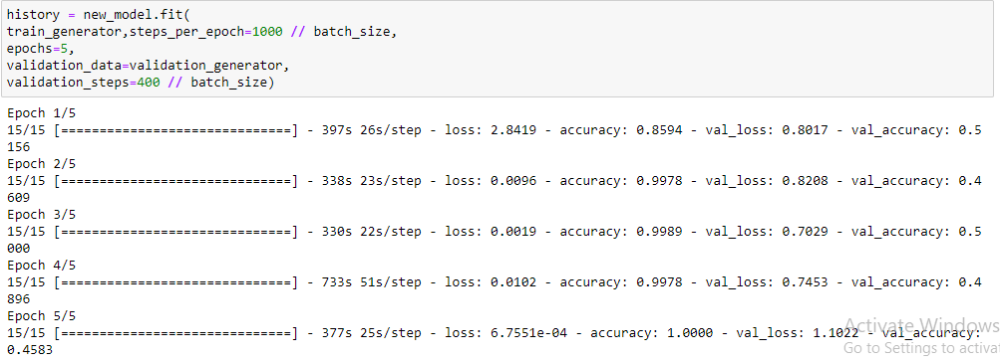 history = new_model.fit(
train_generator,steps_per_epoch=1000 // batch_size,
epochs=5,
validation_data=validation_generator,
validation_steps=400 // batch_size)
Epoch 1/5
15/15 [==============================] - 397s 26s/step - loss: 2.8419 - accuracy: 0.8594 - val_loss: 0.8017 - val_accuracy: 0.5
156
Epoch 2/5
15/15 [==============================] - 338s 23s/step - loss: 0.0096 - accuracy: 0.9978 - val_loss: 0.8208 - val_accuracy: 0.4
609
Epoch 3/5
15/15 [==============================] - 330s 22s/step - loss: 0.0019 - accuracy: 0.9989 - val_loss: 0.7029 - val_accuracy: 0.5
000
Epoch 4/5
15/15 [==============================] - 733s 51s/step - loss: 0.0102 - accuracy: 0.9978 - val_loss: 0.7453 - val_accuracy: 0.4
896
Epoch 5/5
15/15 [==============================] - 377s 25s/step - loss: 6.7551e-04 - accuracy: 1.0000 - val_loss: 1.1022 - val_accuracy:
0.4583
Activate Windows
Go to Settings to activa